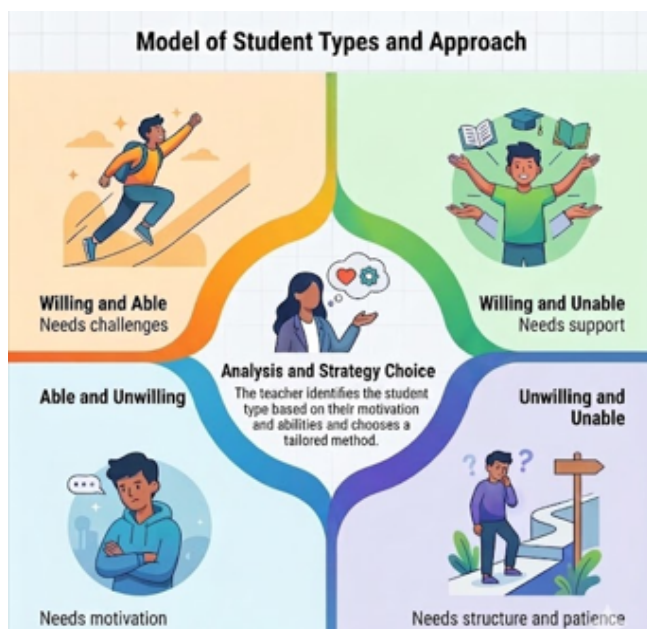 Model of Student Types and Approach
Willing and Able
Needs challenges
Willing and Unable
Needs support
Analysis and Strategy Choice
The teacher identifies the student
type based on their motivation
and abilities and chooses a
tailored method.
Able and Unwilling
Needs motivation
Unwilling and
Unable
? ?
Needs structure and patience